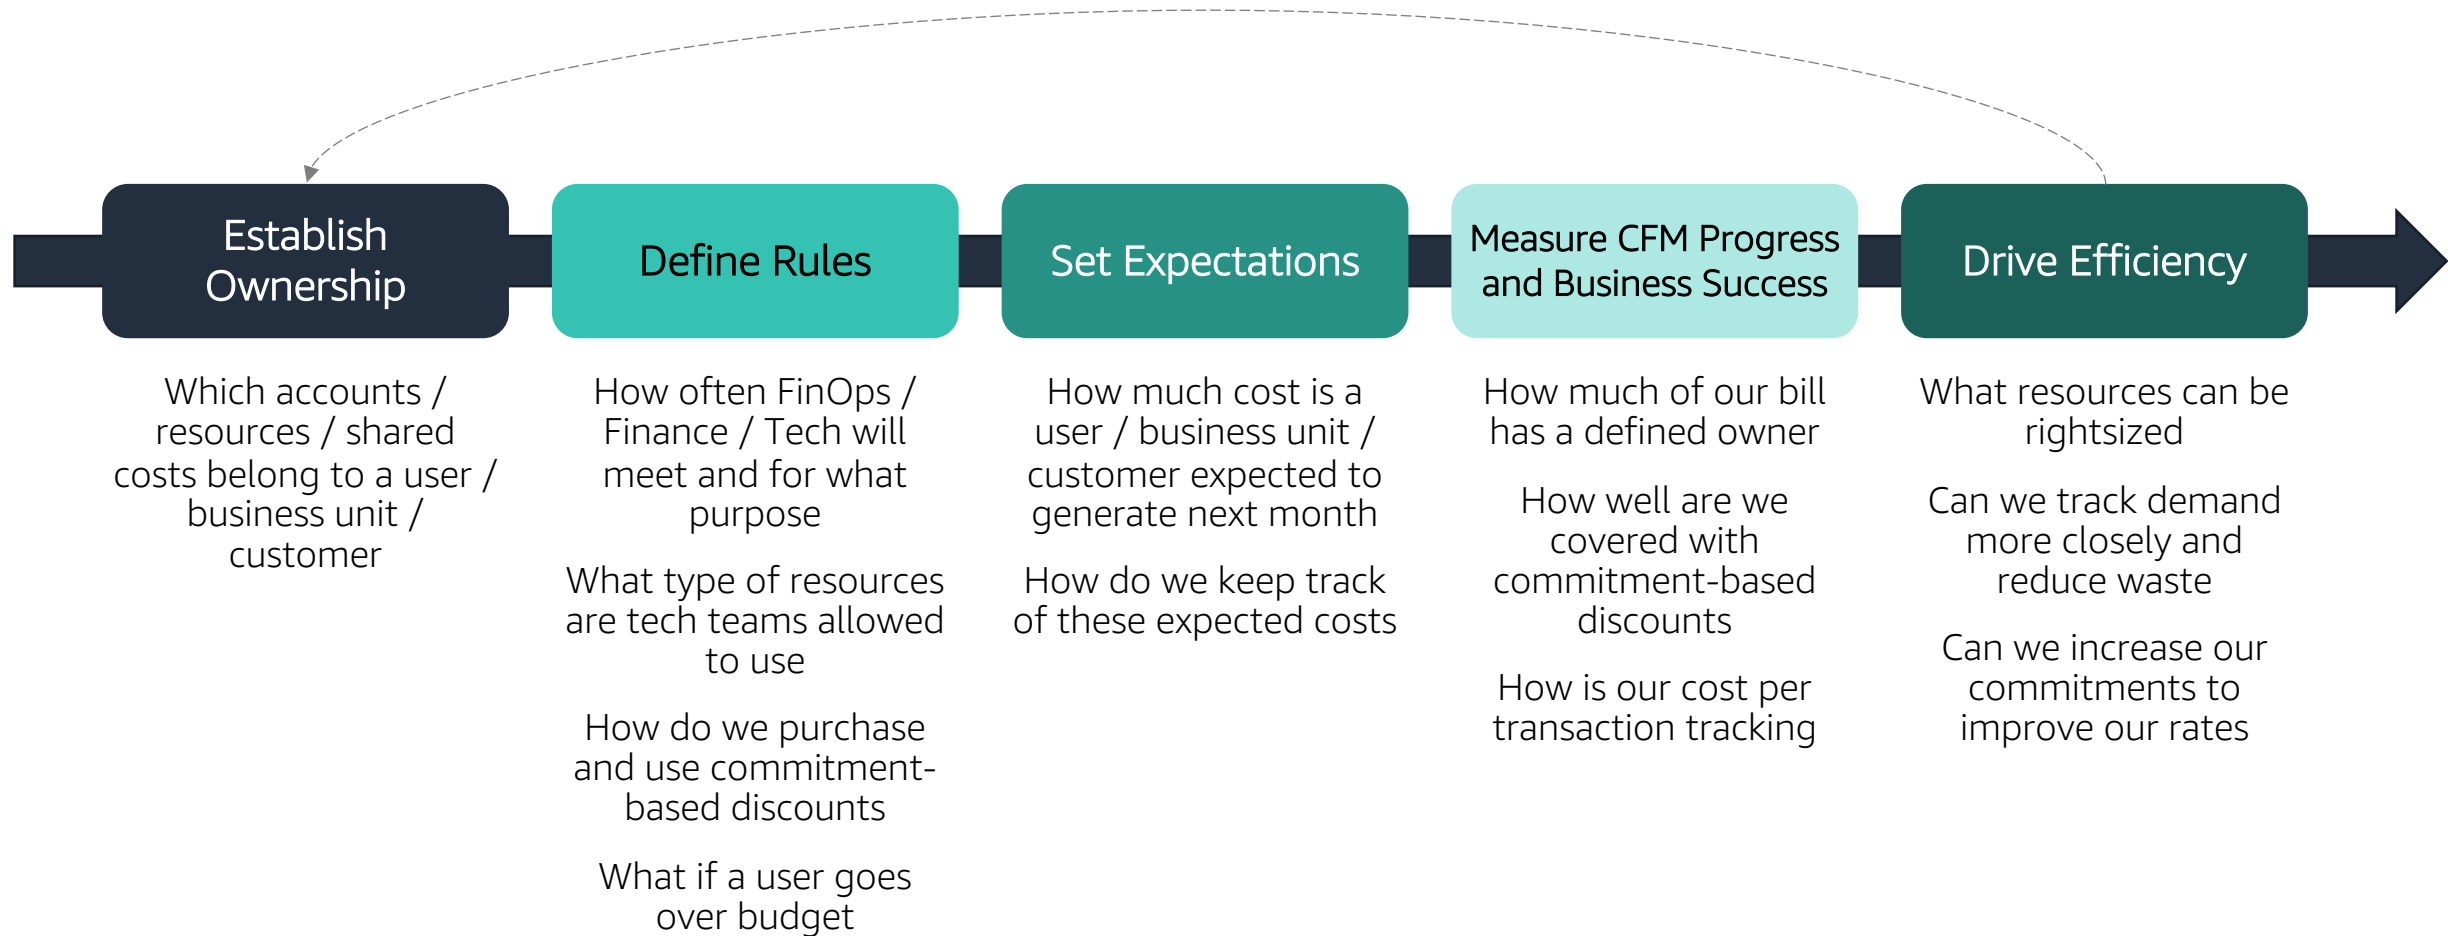 Establish
Ownership
Define Rules
Set Expectations
Measure CFM Progress
and Business Success
Drive Efficiency
Which accounts /
resources / shared
costs belong to a user /
business unit /
customer
How often FinOps /
Finance / Tech will
meet and for what
purpose
What type of resources
are tech teams allowed
to use
How do we purchase
and use commitment-
based discounts
What if a user goes
over budget
How much cost is a
user / business unit /
customer expected to
generate next month
How do we keep track
of these expected costs
How much of our bill
has a defined owner
How well are we
covered with
commitment-based
discounts
How is our cost per
transaction tracking
What resources can be
rightsized
Can we track demand
more closely and
reduce waste
Can we increase our
commitments to
improve our rates